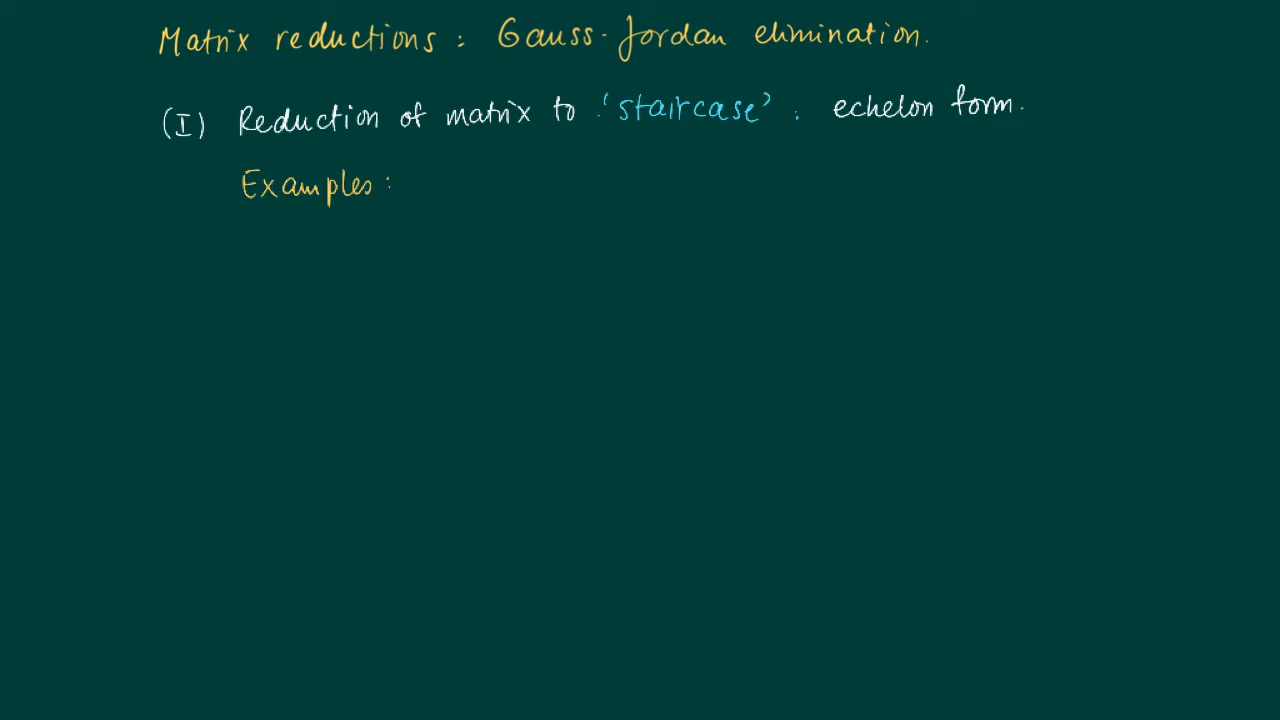 Matrix reductions : Gauss-Jordan elimination.
(I) Reduction of matrix to 'staircase' : echelon form.
Examples :